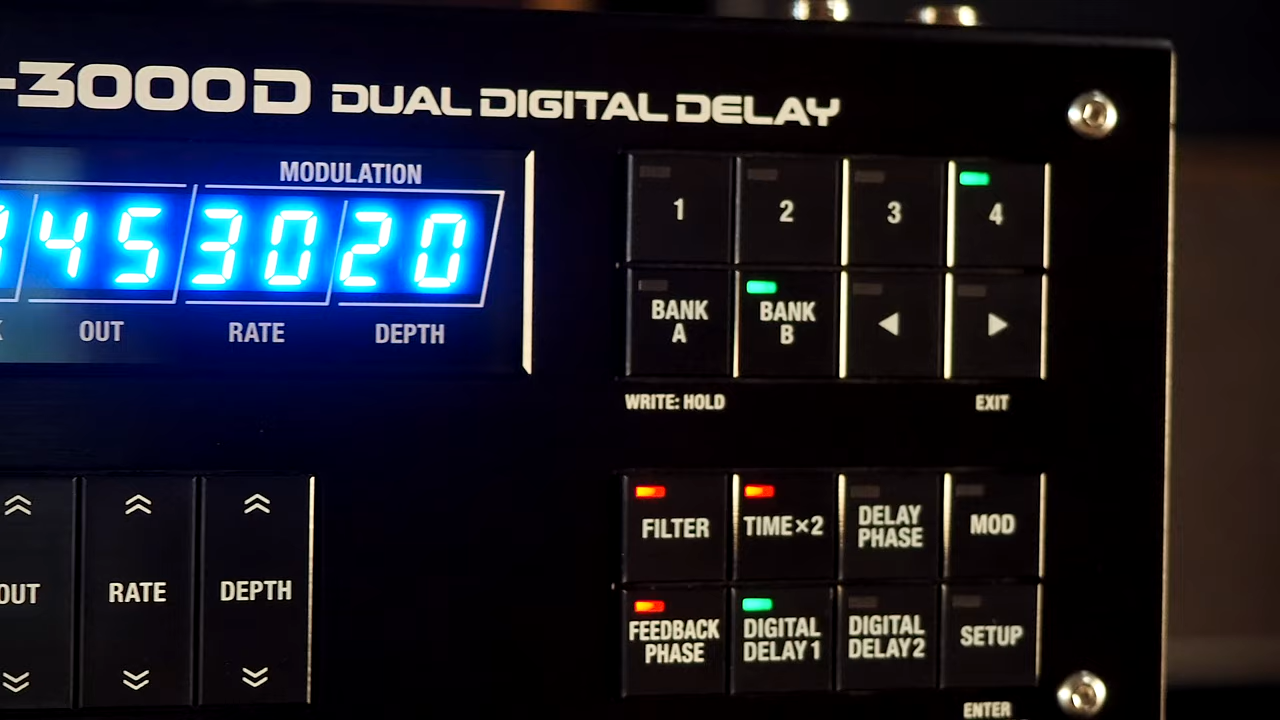 -3000D DUAL DIGITAL DELAY
MODULATION
45 30 20
OUT RATE DEPTH
1 2 3 4
BANK A BANK B ◀ ▶
WRITE: HOLD EXIT
OUT RATE DEPTH
FILTER TIME×2 DELAY PHASE MOD
FEEDBACK PHASE DIGITAL DELAY 1 DIGITAL DELAY 2 SETUP
ENTER